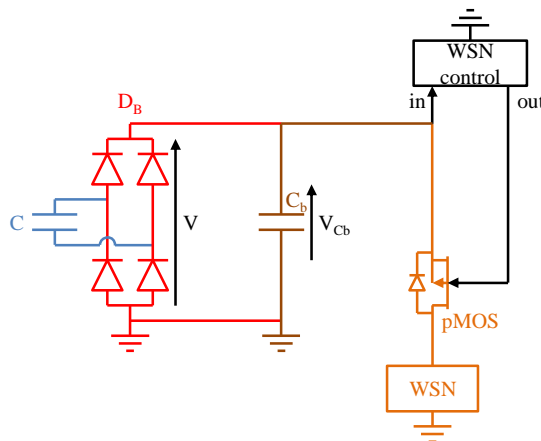 WSN
control
in
out
D_B
C
V
C_b
V_Cb
pMOS
WSN